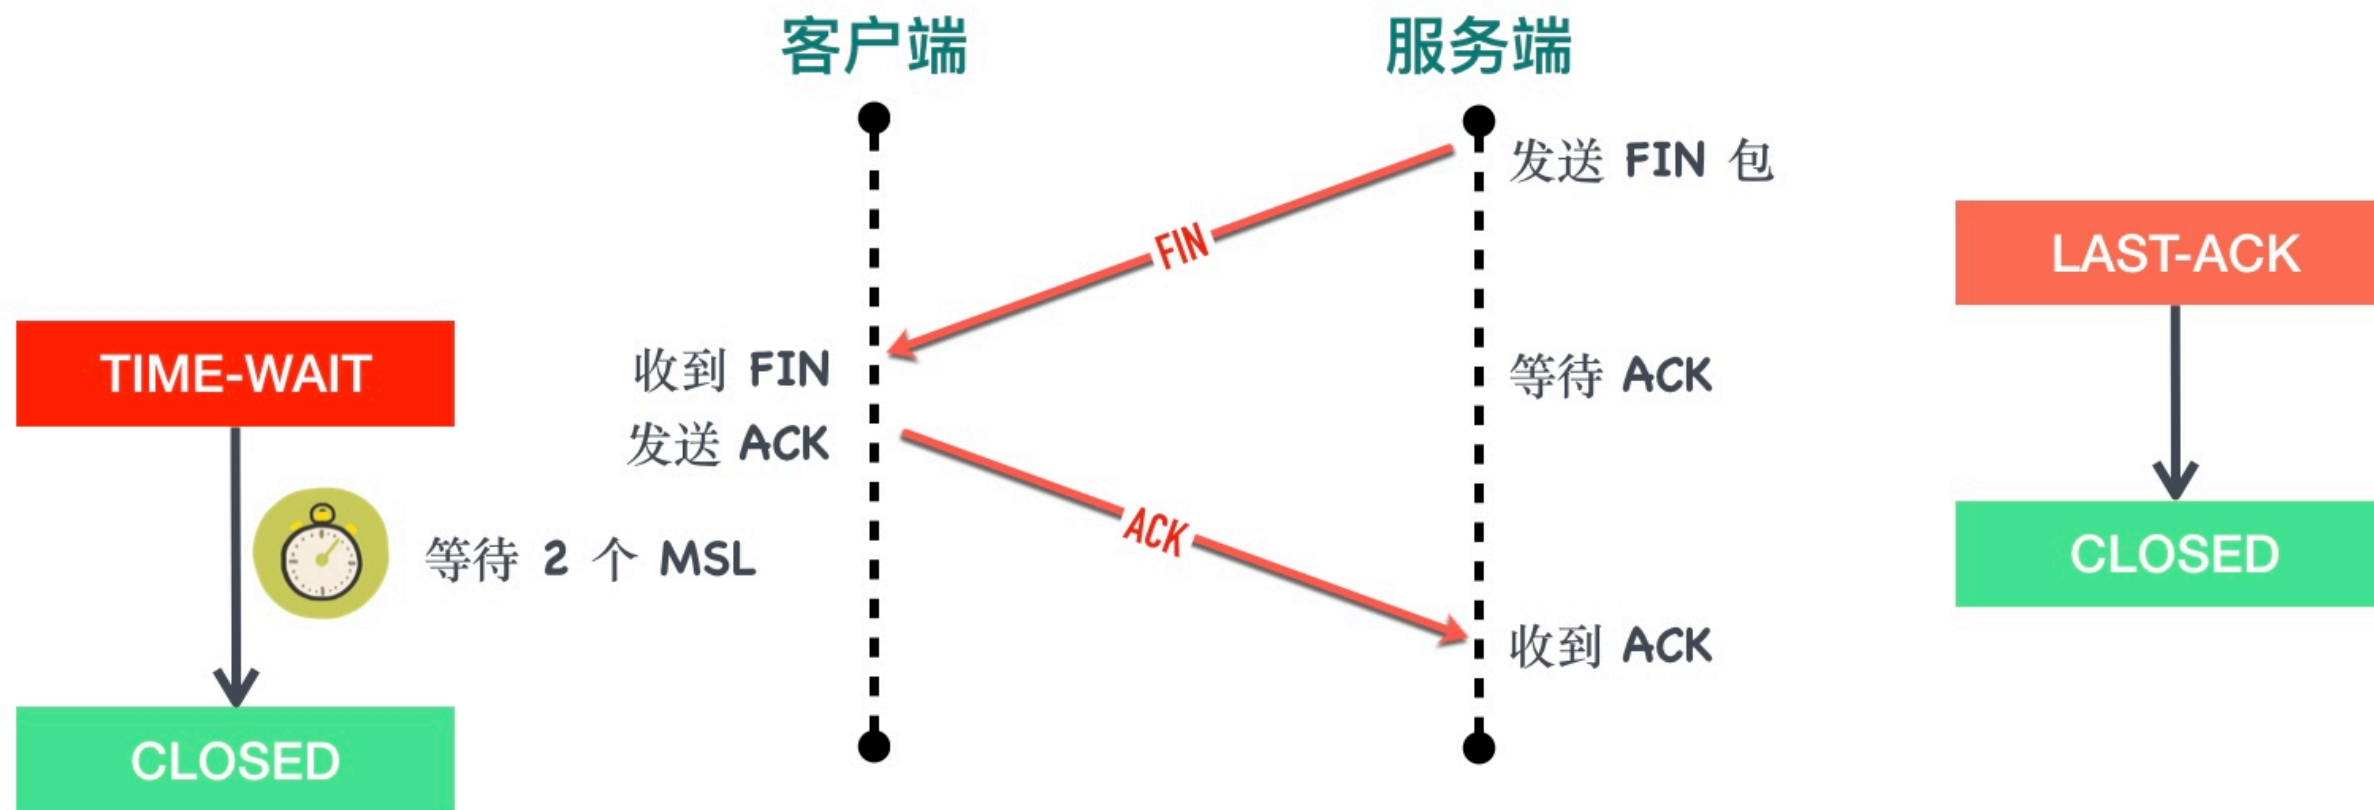 客户端
服务端
发送 FIN 包
FIN
LAST-ACK
TIME-WAIT
收到 FIN
等待 ACK
发送 ACK
ACK
等待 2 个 MSL
CLOSED
收到 ACK
CLOSED